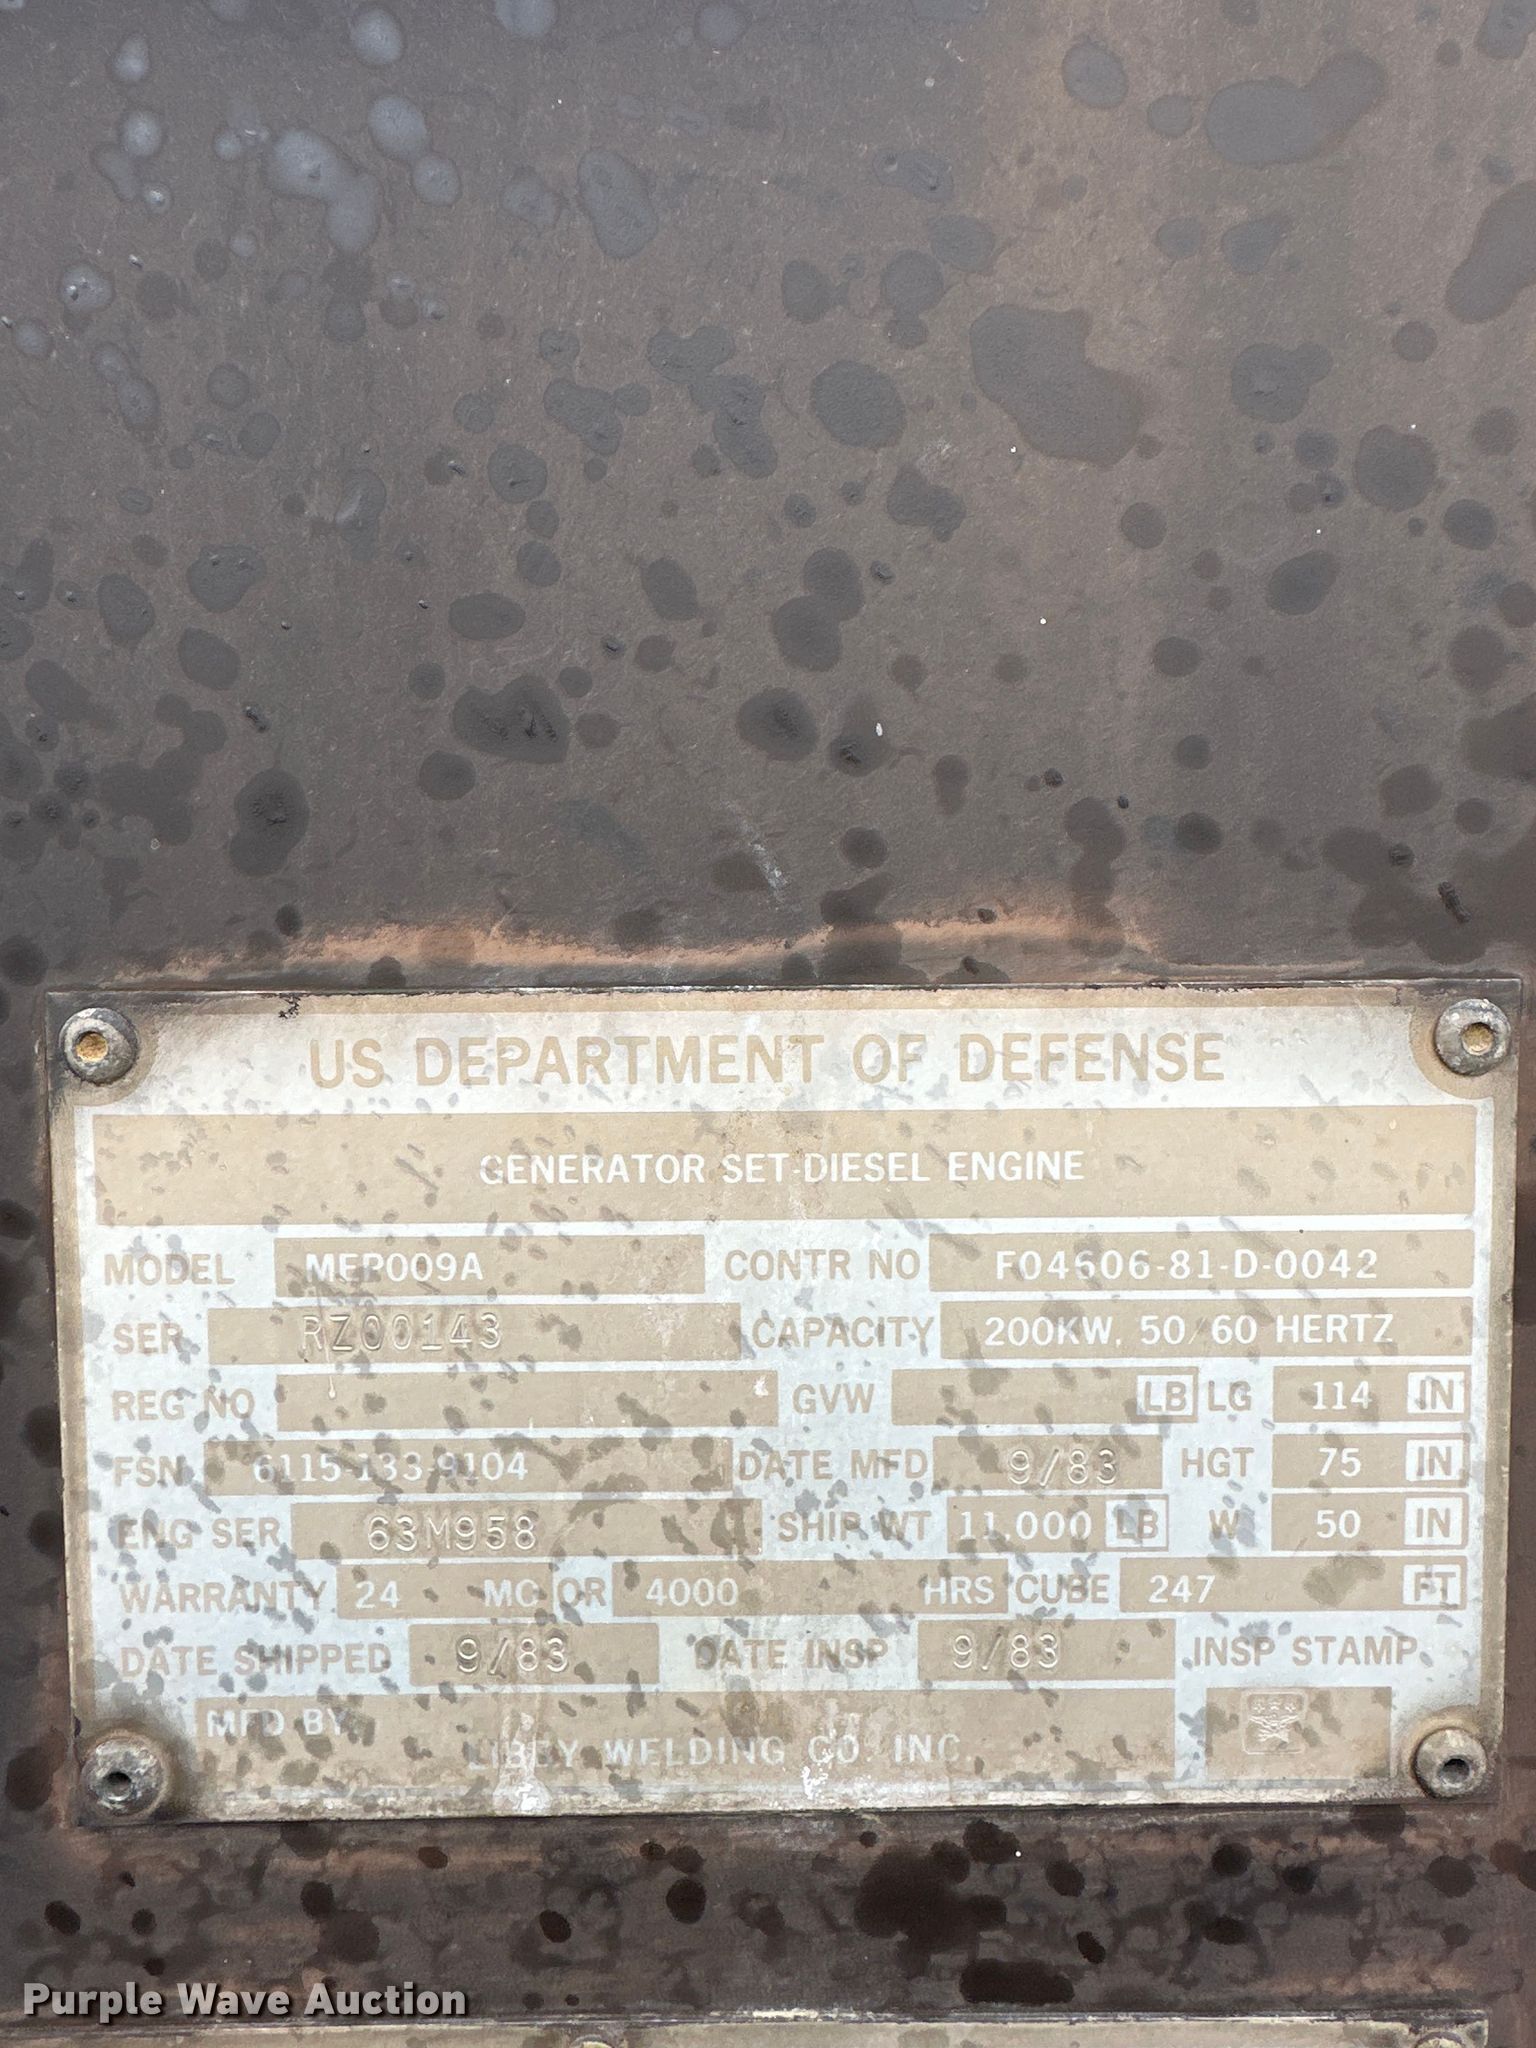 US DEPARTMENT OF DEFENSE
GENERATOR SET-DIESEL ENGINE
MODEL MEP009A CONTR NO F04606-81-D-0042
SER RZ00143 CAPACITY 200KW. 50/60 HERTZ
REG NO GVW LB LG 114 IN
FSN 6115-133-9104 DATE MFD 9/83 HGT 75 IN
ENG SER 63M958 SHIP WT 11,000 LB W 50 IN
WARRANTY 24 MO OR 4000 HRS CUBE 247 FT
DATE SHIPPED 9/83 DATE INSP 9/83 INSP STAMP
MFD BY.
LIBBY WELDING CO. INC.
Purple Wave Auction